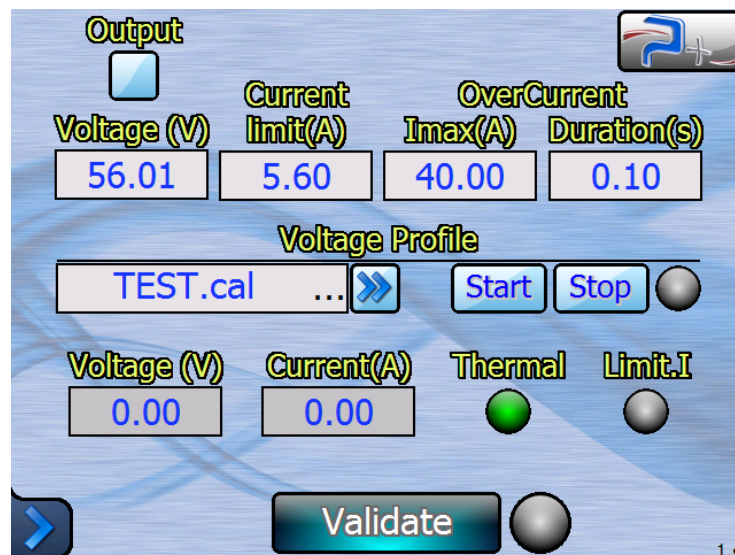 Output
Current OverCurrent
Voltage (V) limit(A) Imax(A) Duration(s)
56.01 5.60 40.00 0.10
Voltage Profile
TEST.cal ... Start Stop
Voltage (V) Current(A) Thermal Limit.I
0.00 0.00
Validate